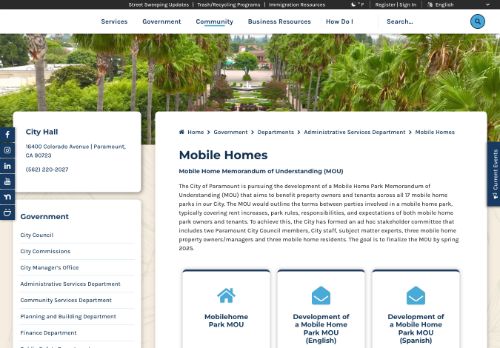 Street Sweeping Updates | Trash/Recycling Programs | Immigration Resources
° F | Register | Sign In | English
Services Government Community Business Resources How Do I Search...
City Hall
16400 Colorado Avenue | Paramount,
CA 90723
(562) 220-2027
Government
City Council
City Commissions
City Manager's Office
Administrative Services Department
Community Services Department
Planning and Building Department
Finance Department
Home > Government > Departments > Administrative Services Department > Mobile Homes
Mobile Homes
Mobile Home Memorandum of Understanding (MOU)
The City of Paramount is pursuing the development of a Mobile Home Park Memorandum of
Understanding (MOU) that aims to benefit property owners and tenants across all 17 mobile home
parks in our City. The MOU would outline the terms between parties involved in a mobile home park,
typically covering rent increases, park rules, responsibilities, and expectations of both mobile home
park owners and tenants. To achieve this, the City has formed an ad hoc stakeholder committee that
includes two Paramount City Council members, City staff, subject matter experts, three mobile home
property owners/managers and three mobile home residents. The goal is to finalize the MOU by spring
2025.
Mobilehome
Park MOU
Development of
a Mobile Home
Park MOU
(English)
Development of
a Mobile Home
Park MOU
(Spanish)
Current Events